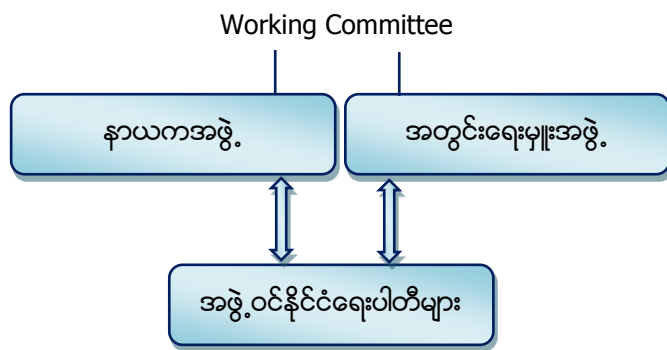 Working Committee
နာယကအဖွဲ့
အတွင်းရေးမှူးအဖွဲ့
အဖွဲ့ဝင်နိုင်ငံရေးပါတီများ